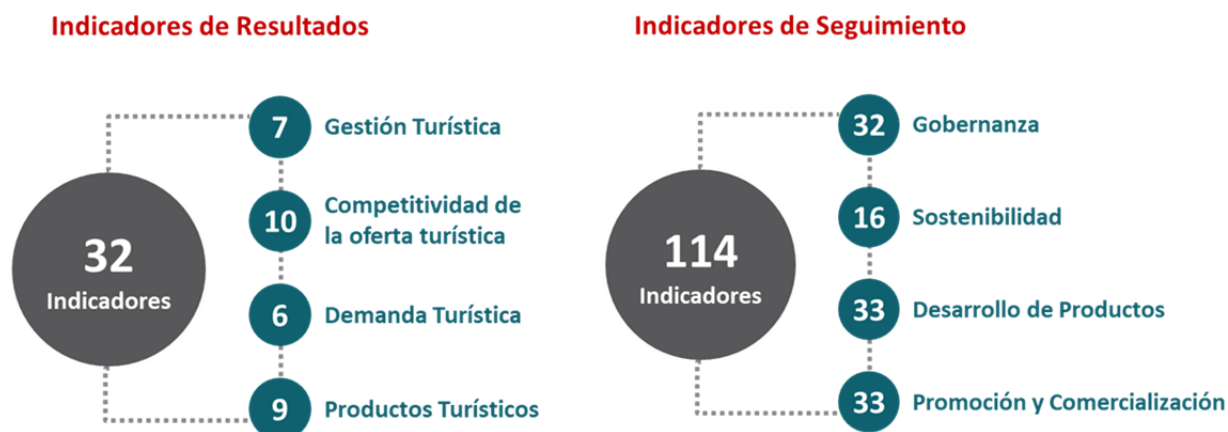 Indicadores de Resultados
32
Indicadores
7
Gestión Turística
10
Competitividad de
la oferta turística
6
Demanda Turística
9
Productos Turísticos
Indicadores de Seguimiento
114
Indicadores
32
Gobernanza
16
Sostenibilidad
33
Desarrollo de Productos
33
Promoción y Comercialización